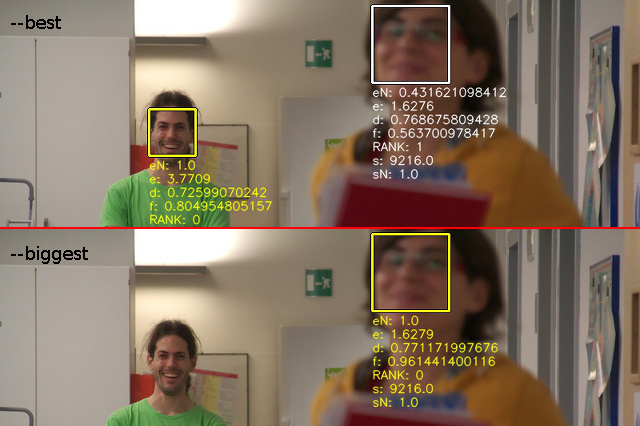 --best
eN: 0.431621098412
e: 1.6276
d: 0.768675809428
f: 0.563700978417
RANK: 1
s: 9216.0
sN: 1.0
eN: 1.0
e: 3.7709
d: 0.72599070242
f: 0.804954805157
RANK: 0
--biggest
eN: 1.0
e: 1.6279
d: 0.771171997676
f: 0.961441400116
RANK: 0
s: 9216.0
sN: 1.0